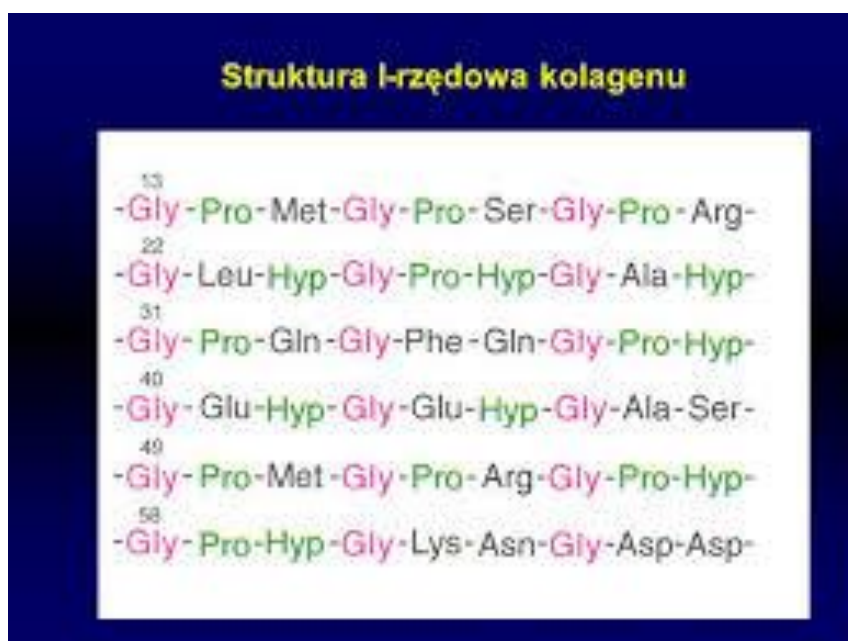 Struktura I-rzędowa kolagenu
13
-Gly-Pro-Met-Gly-Pro-Ser-Gly-Pro-Arg-
22
-Gly-Leu-Hyp-Gly-Pro-Hyp-Gly-Ala-Hyp-
31
-Gly-Pro-Gln-Gly-Phe-Gln-Gly-Pro-Hyp-
40
-Gly-Glu-Hyp-Gly-Glu-Hyp-Gly-Ala-Ser-
49
-Gly-Pro-Met-Gly-Pro-Arg-Gly-Pro-Hyp-
58
-Gly-Pro-Hyp-Gly-Lys-Asn-Gly-Asp-Asp-